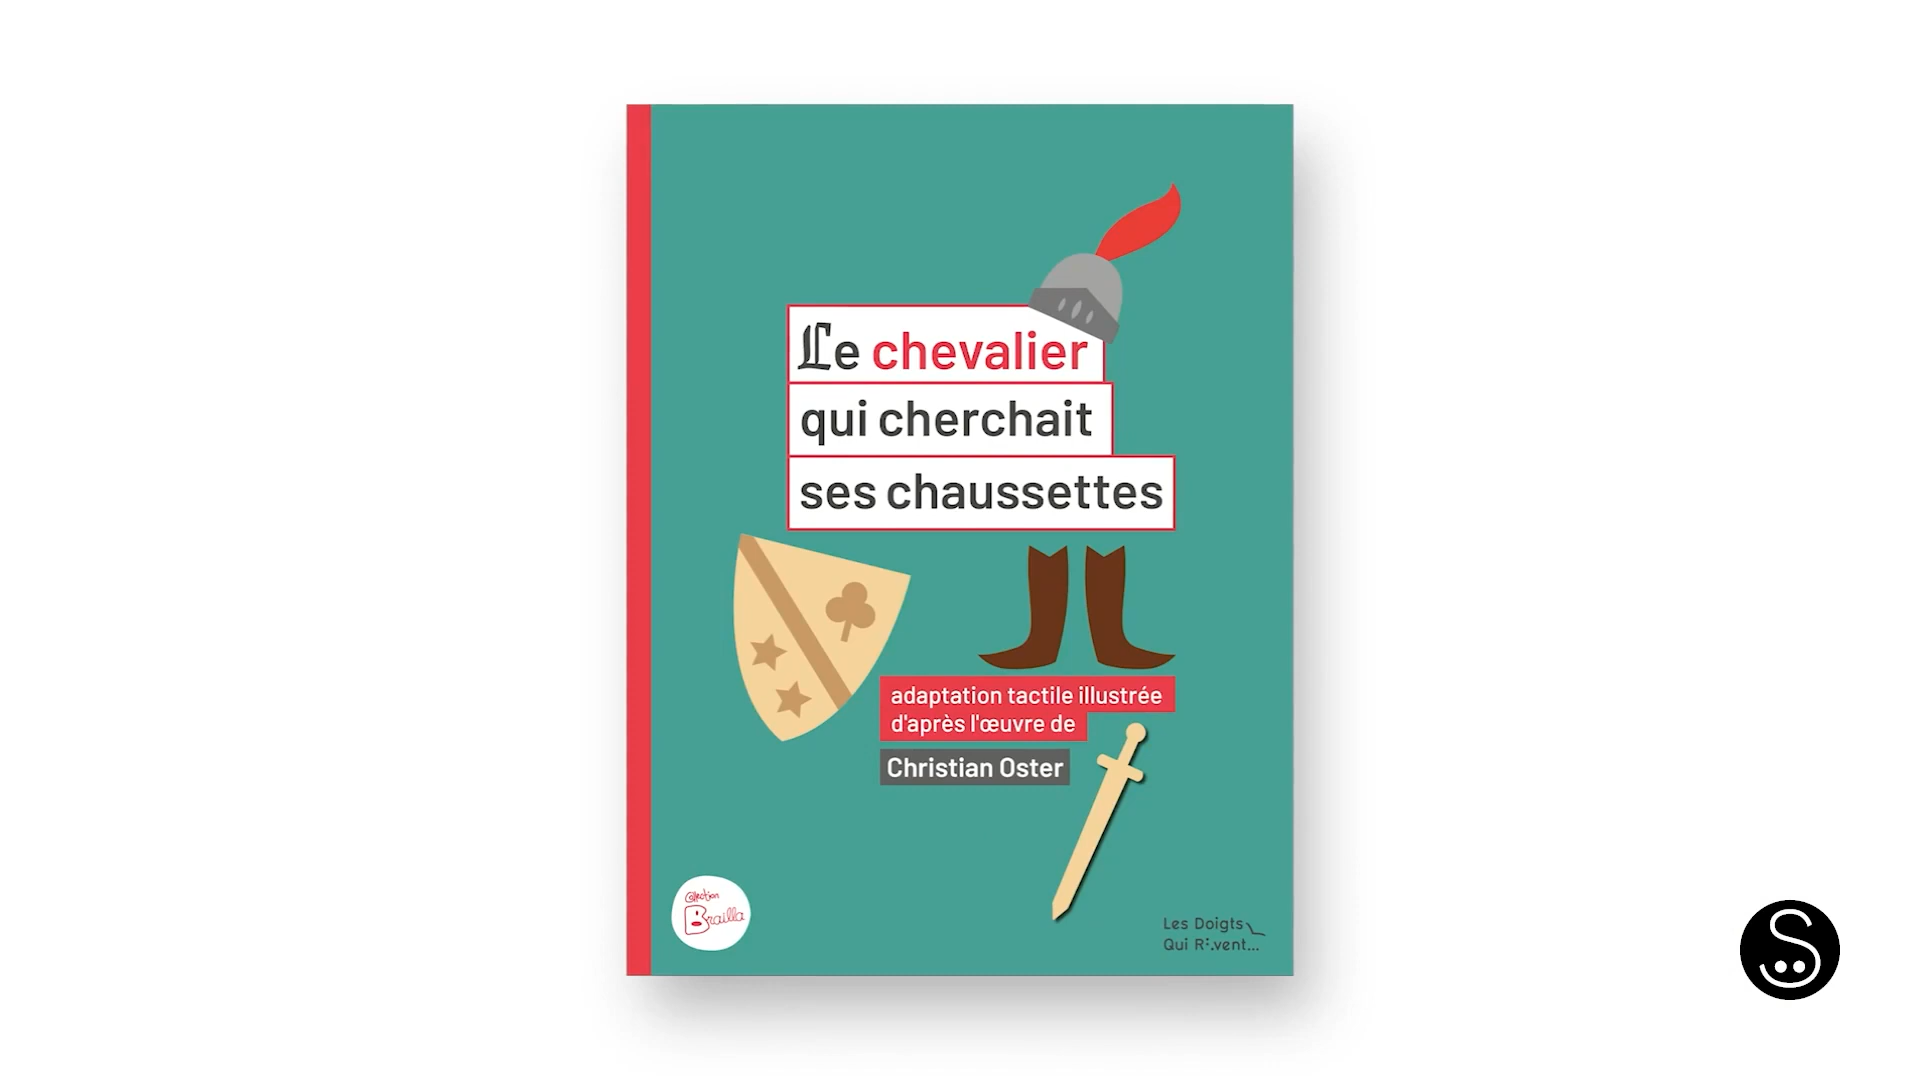 Le chevalier
qui cherchait
ses chaussettes
adaptation tactile illustrée
d'après l'œuvre de
Christian Oster
Collection
Brailla
Les Doigts
Qui R⠆⠠vent...
S